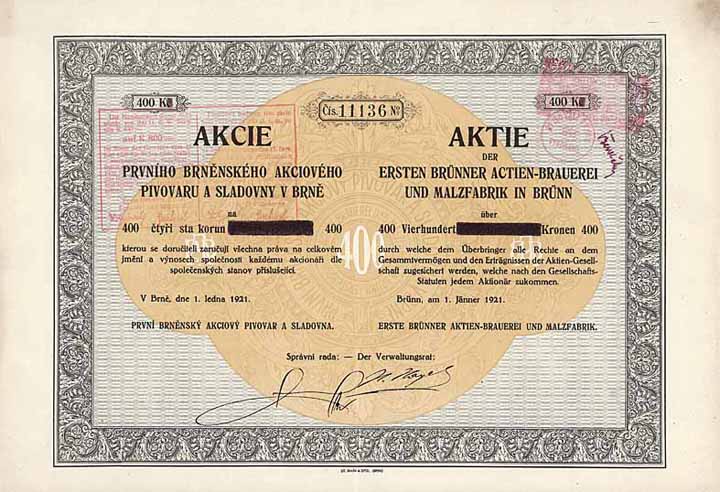 400 K
Čís. 11136 No
400 K
AKCIE
PRVNÍHO BRNĚNSKÉHO AKCIOVÉHO
PIVOVARU A SLADOVNY V BRNĚ
na
400 čtyři sta korun 400
kterou se doručiteli zaručují všechna práva na celkovém
jmění a výnosech společnosti každému akcionáři dle
společenských stanov příslušející.
V Brně, dne 1. ledna 1921.
PRVNÍ BRNĚNSKÝ AKCIOVÝ PIVOVAR A SLADOVNA.
AKTIE
DER
ERSTEN BRÜNNER ACTIEN-BRAUEREI
UND MALZFABRIK IN BRÜNN
über
400 Vierhundert Kronen 400
durch welche dem Überbringer alle Rechte an dem
Gesammtvermögen und den Erträgnissen der Aktien-Gesell-
schaft zugesichert werden, welche nach den Gesellschafts-
Statuten jedem Aktionär zukommen.
Brünn, am 1. Jänner 1921.
ERSTE BRÜNNER AKTIEN-BRAUEREI UND MALZFABRIK.
400
Správní rada: — Der Verwaltungsrat: